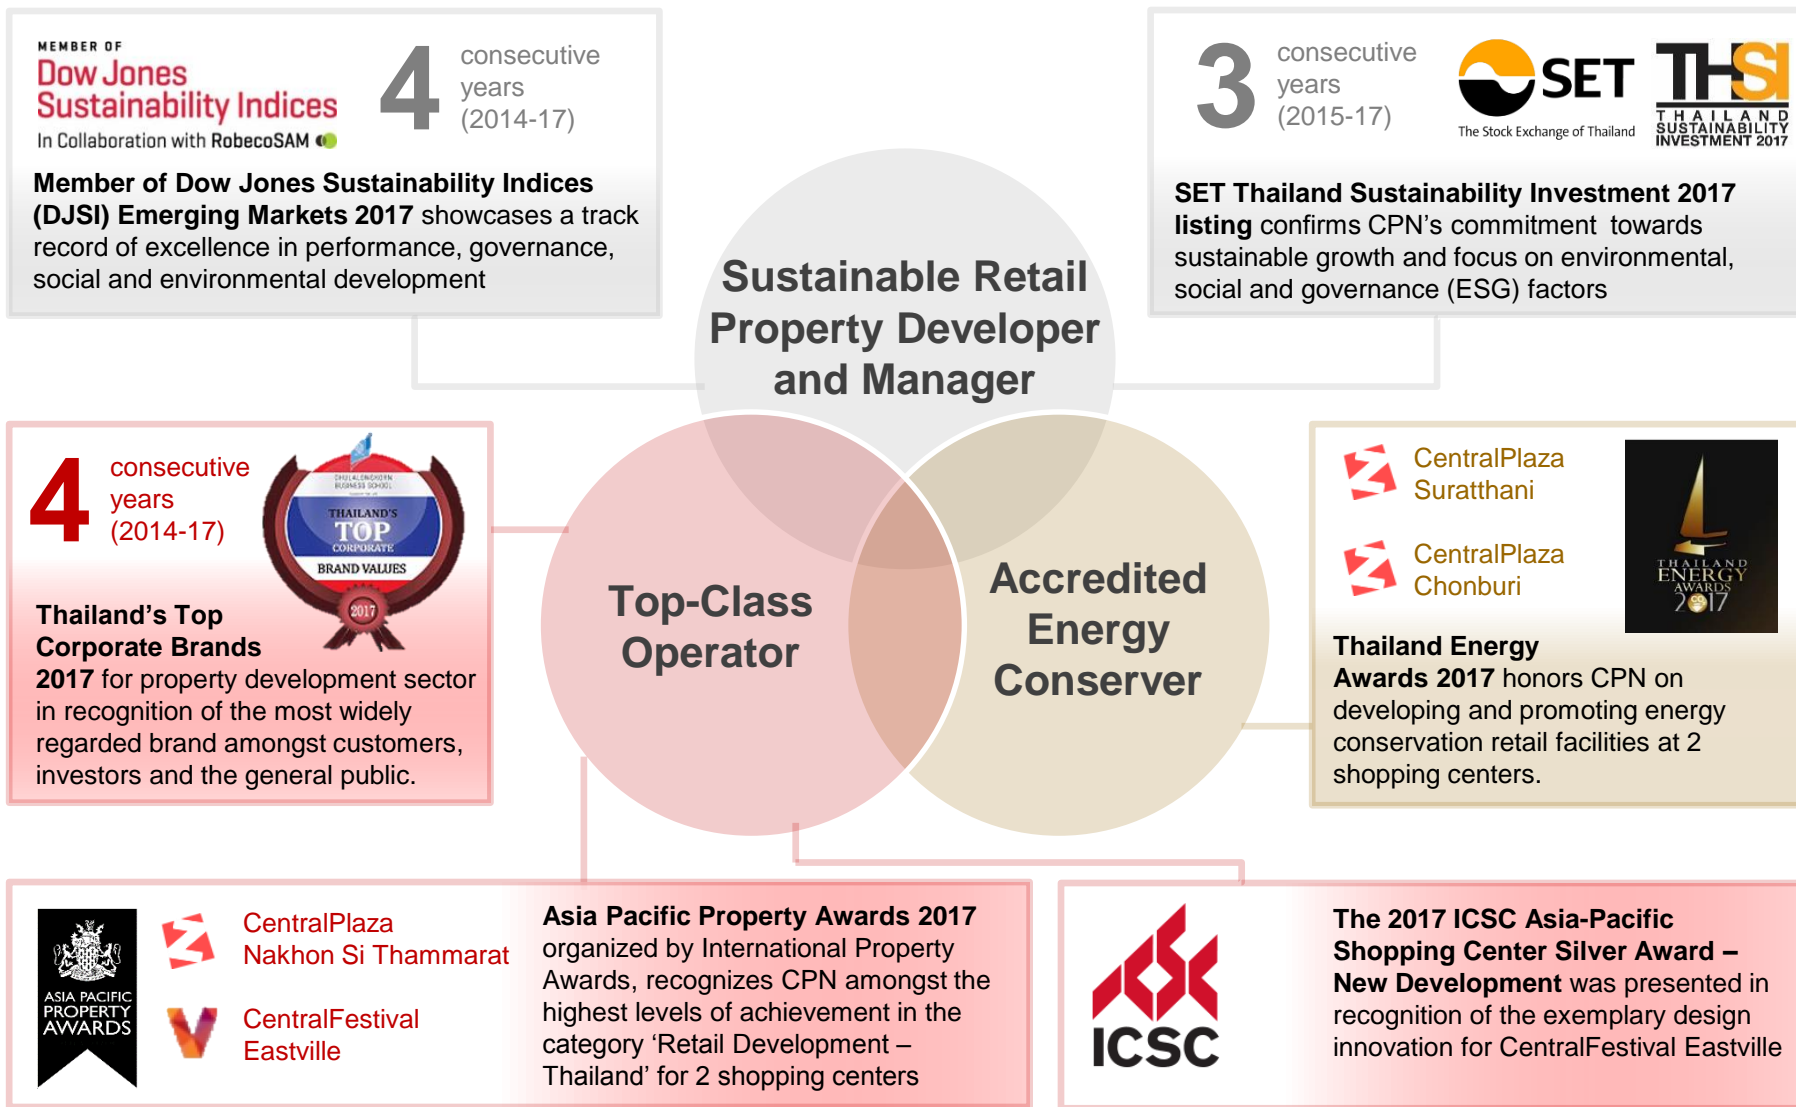 MEMBER OF
Dow Jones
Sustainability Indices
In Collaboration with RobecoSAM
4
consecutive
years
(2014-17)
Member of Dow Jones Sustainability Indices
(DJSI) Emerging Markets 2017 showcases a track
record of excellence in performance, governance,
social and environmental development
3
consecutive
years
(2015-17)
SET
The Stock Exchange of Thailand
THSI
THAILAND
SUSTAINABILITY
INVESTMENT 2017
SET Thailand Sustainability Investment 2017
listing confirms CPN's commitment towards
sustainable growth and focus on environmental,
social and governance (ESG) factors
Sustainable Retail
Property Developer
and Manager
Top-Class
Operator
Accredited
Energy
Conserver
4
consecutive
years
(2014-17)
CHULALONGKORN
BUSINESS SCHOOL
THAILAND'S
TOP
CORPORATE
BRAND VALUES
2017
Thailand's Top
Corporate Brands
2017 for property development sector
in recognition of the most widely
regarded brand amongst customers,
investors and the general public.
CentralPlaza
Suratthani
CentralPlaza
Chonburi
THAILAND
ENERGY
AWARDS
2017
Thailand Energy
Awards 2017 honors CPN on
developing and promoting energy
conservation retail facilities at 2
shopping centers.
ASIA PACIFIC
PROPERTY
AWARDS
CentralPlaza
Nakhon Si Thammarat
CentralFestival
Eastville
Asia Pacific Property Awards 2017
organized by International Property
Awards, recognizes CPN amongst the
highest levels of achievement in the
category ‘Retail Development –
Thailand’ for 2 shopping centers
ICSC
The 2017 ICSC Asia-Pacific
Shopping Center Silver Award –
New Development was presented in
recognition of the exemplary design
innovation for CentralFestival Eastville